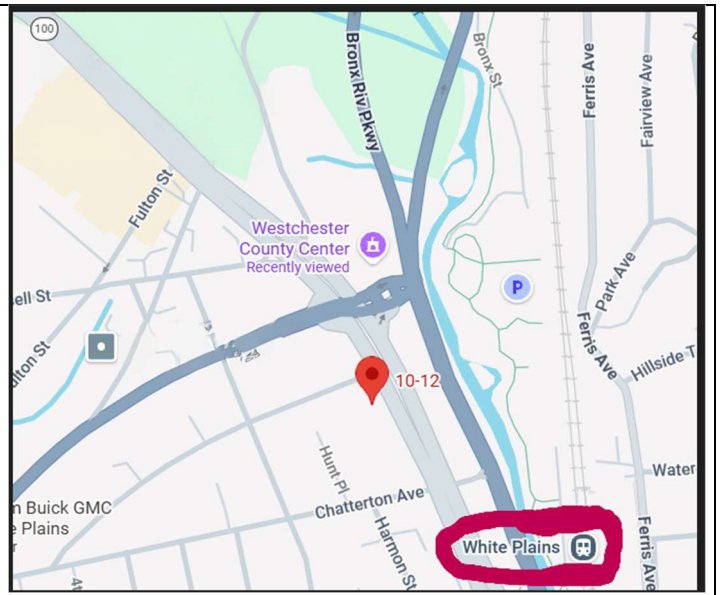 100
Bronx Riv Pkwy
Bronx St
Ferris Ave
Fairview Ave
Fulton St
Westchester
County Center
Recently viewed
P
Park Ave
ell St
ulton St
Ferris Ave
Hillside T
10-12
Hunt Pl
Water
Chatterton Ave
n Buick GMC
e Plains
r
Harmon St
White Plains
Ferris Ave
4t